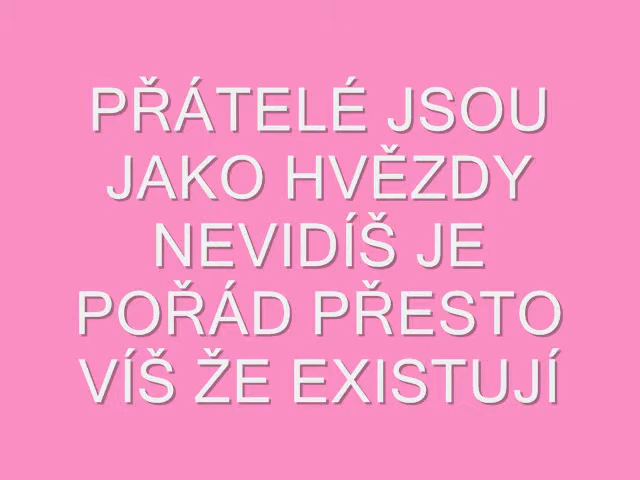 PŘÁTELÉ JSOU
JAKO HVĚZDY
NEVIDÍŠ JE
POŘÁD PŘESTO
VÍŠ ŽE EXISTUJÍ